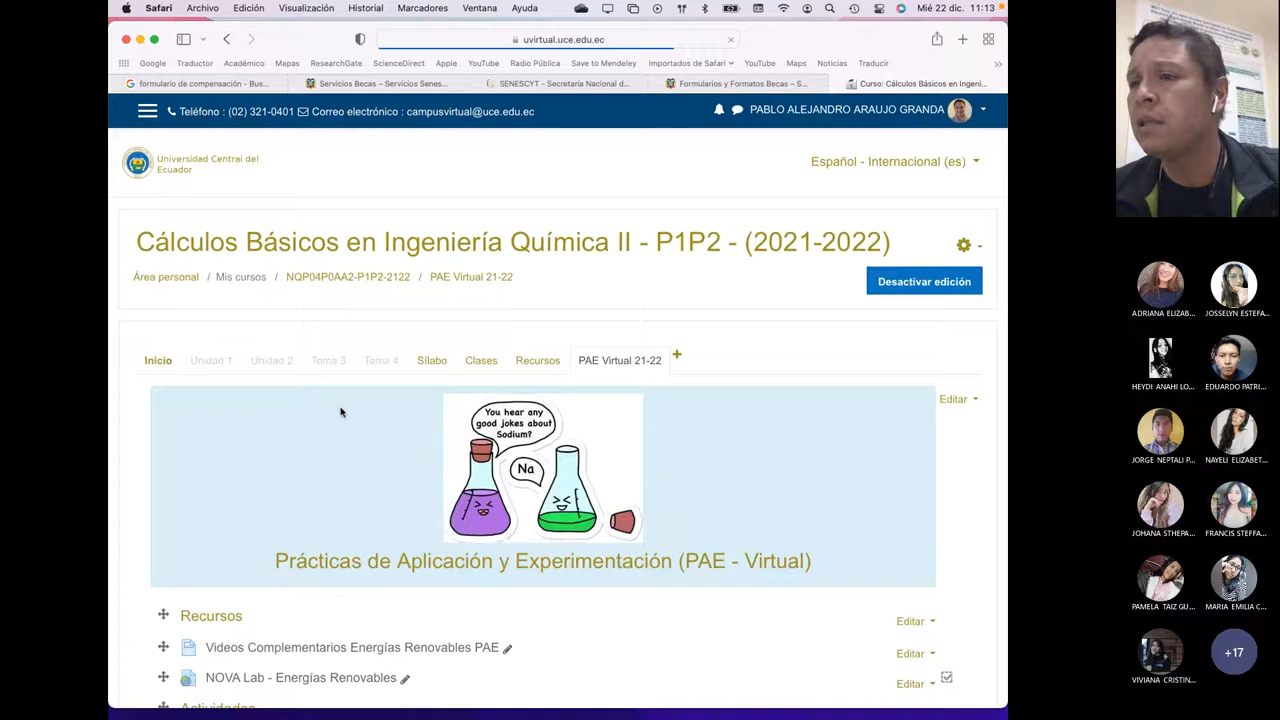 Safari Archivo Edición Visualización Historial Marcadores Ventana Ayuda Mié 22 dic. 11:13
uvirtual.uce.edu.ec
Google Traductor Académico Mapas ResearchGate ScienceDirect Apple YouTube Radio Pública Save to Mendeley Importados de Safari YouTube Maps Noticias Traducir
formulario de compensación - Bus... Servicios Becas – Servicios Senes... SENESCYT - Secretaría Nacional d... Formularios y Formatos Becas – S... Curso: Cálculos Básicos en Ingeni...
Teléfono : (02) 321-0401 Correo electrónico : campusvirtual@uce.edu.ec PABLO ALEJANDRO ARAUJO GRANDA
Universidad Central del
Ecuador
Español - Internacional (es)
Cálculos Básicos en Ingeniería Química II - P1P2 - (2021-2022)
Área personal / Mis cursos / NQP04P0AA2-P1P2-2122 / PAE Virtual 21-22
Desactivar edición
Inicio Unidad 1 Unidad 2 Tema 3 Tema 4 Sílabo Clases Recursos PAE Virtual 21-22
Editar
You hear any
good jokes about
Sodium?
Na
Prácticas de Aplicación y Experimentación (PAE - Virtual)
Recursos Editar
Videos Complementarios Energías Renovables PAE Editar
NOVA Lab - Energías Renovables Editar
Actividades
ADRIANA ELIZAB... JOSSELYN ESTEFA...
HEYDI ANAHI LO... EDUARDO PATRI...
JORGE NEPTALI P... NAYELI ELIZABET...
JOHANA STHEPA... FRANCIS STEFFA...
PAMELA TAIZ GU... MARIA EMILIA C...
VIVIANA CRISTIN... +17